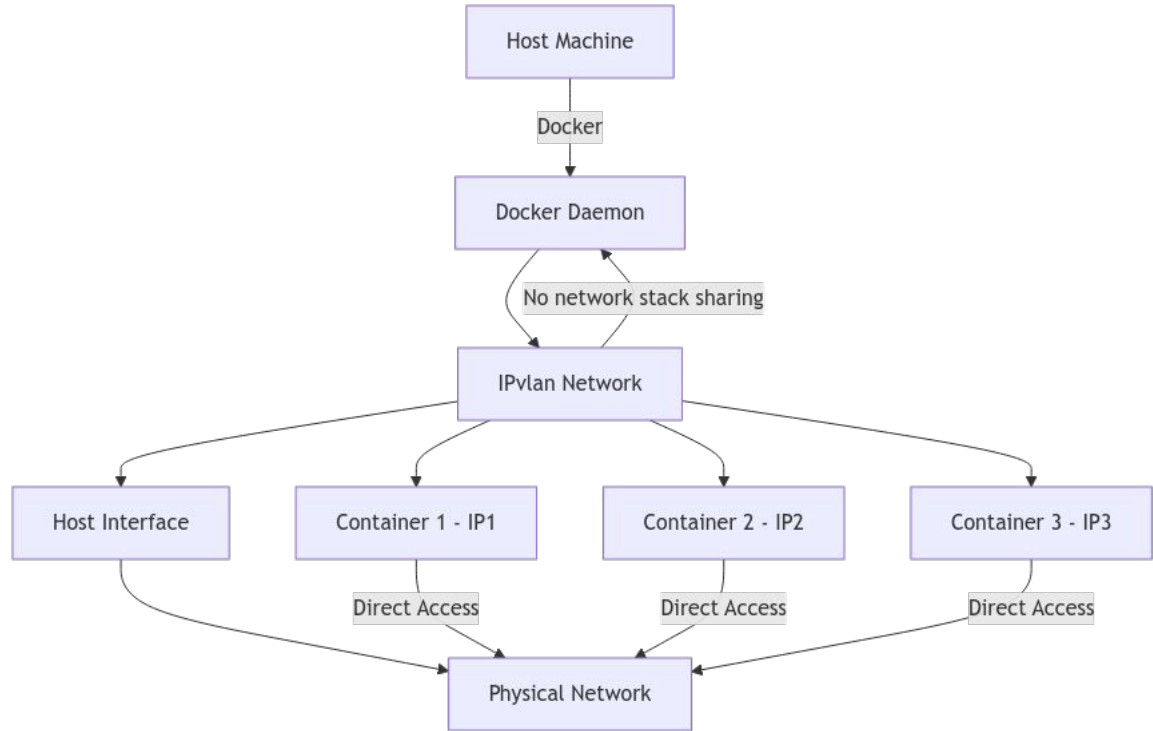 Host Machine
Docker
Docker Daemon
No network stack sharing
IPvlan Network
Host Interface
Container 1 - IP1
Container 2 - IP2
Container 3 - IP3
Direct Access
Direct Access
Direct Access
Physical Network